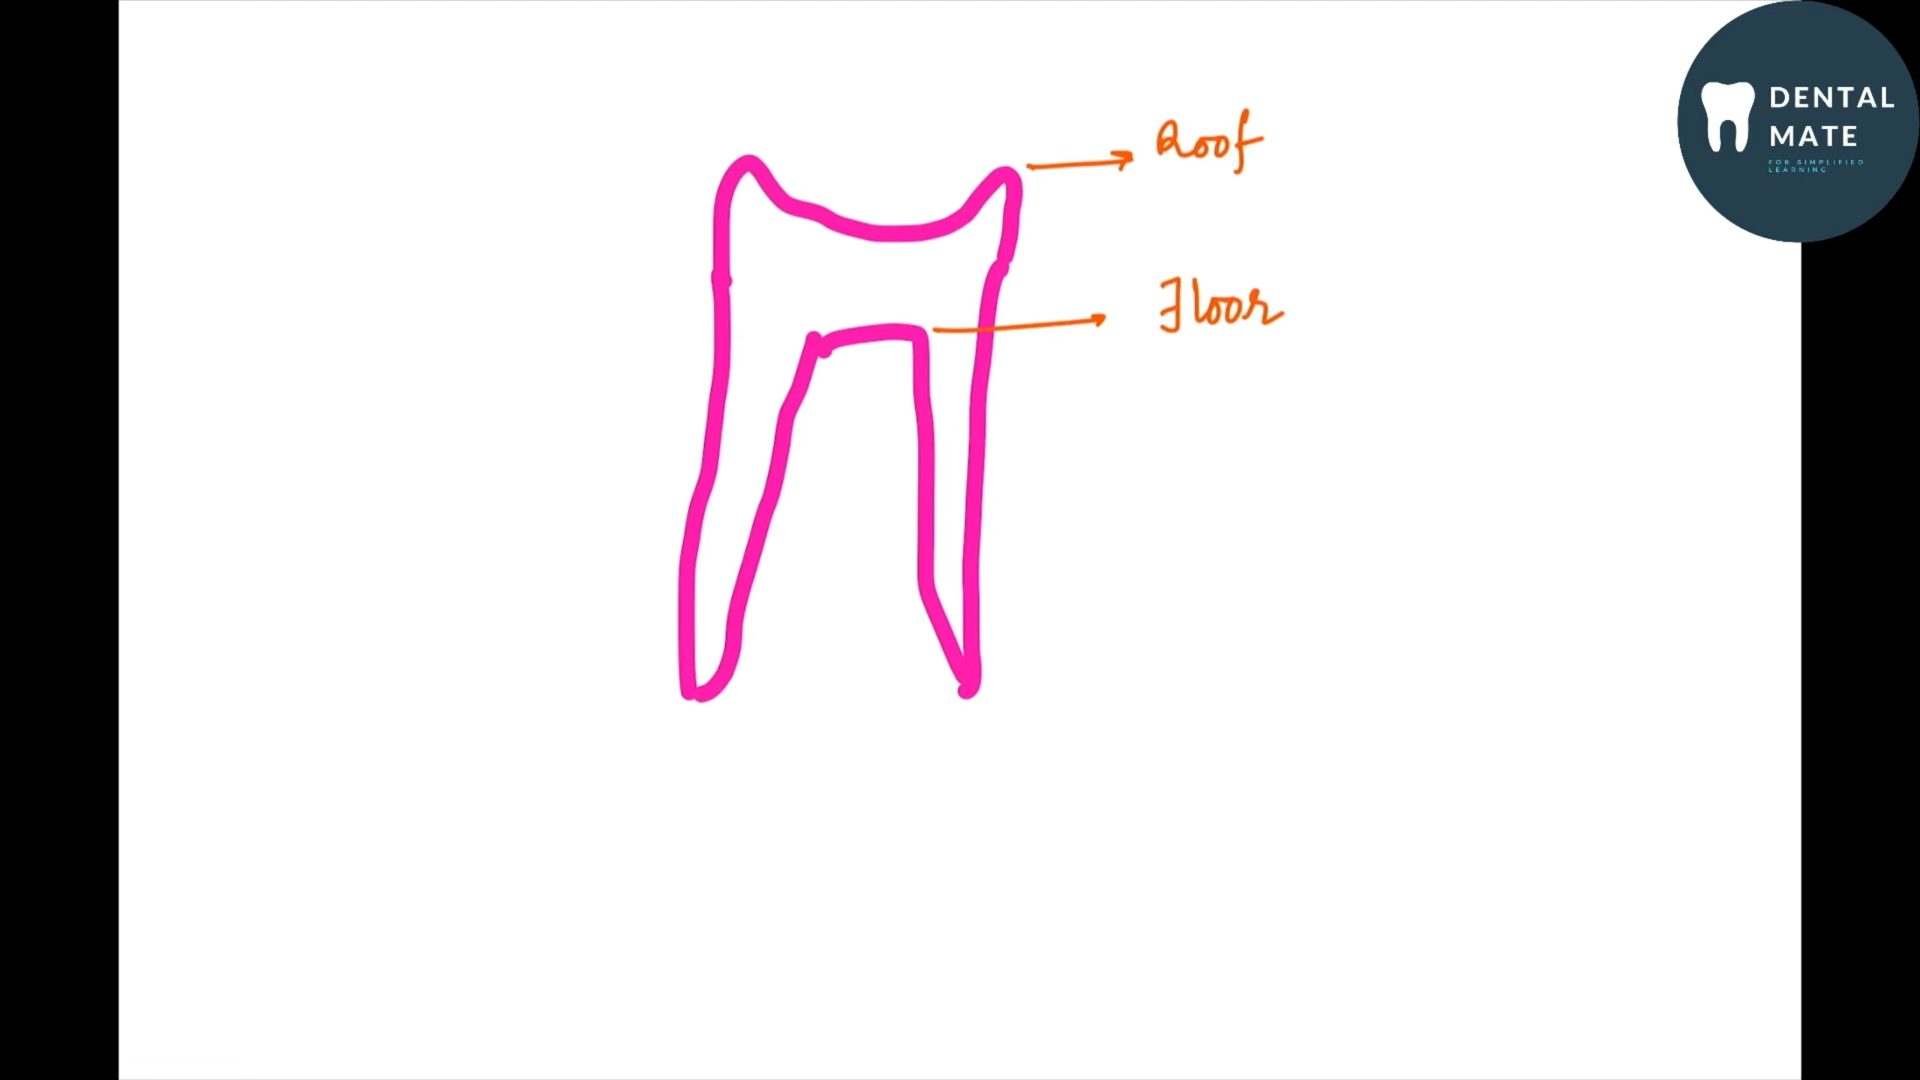 Roof
Floor
DENTAL
MATE
FOR SIMPLIFIED
LEARNING